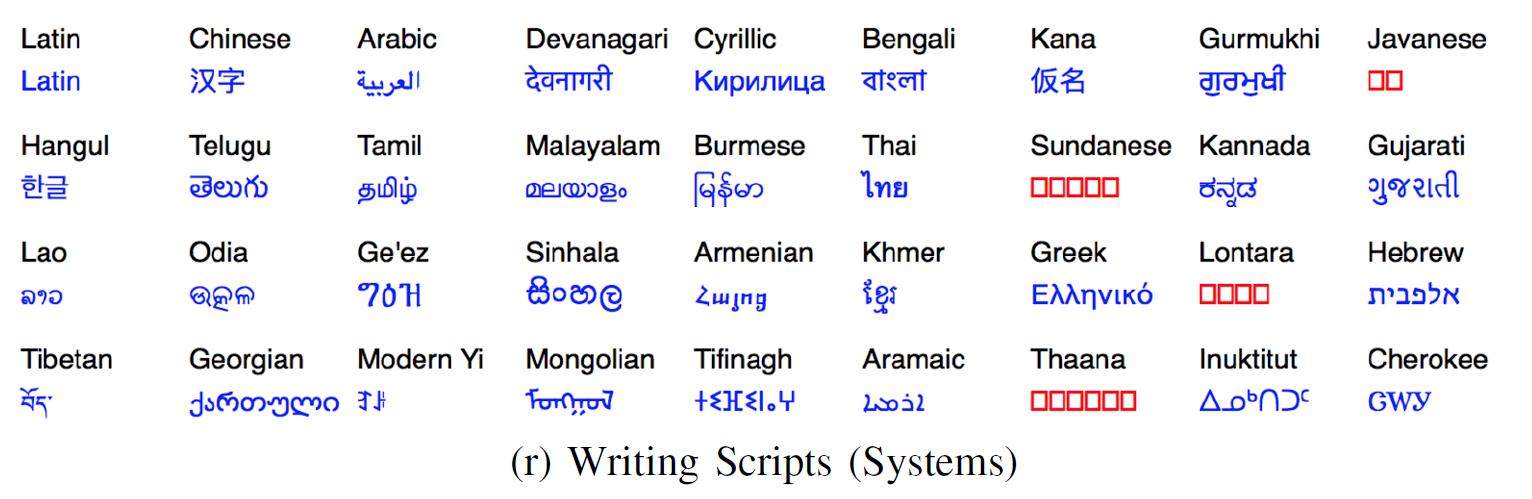 Latin Chinese Arabic Devanagari Cyrillic Bengali Kana Gurmukhi Javanese
Latin 汉字 العربية देवनागरी Кирилица বাংলা 仮名 ਗੁਰਮੁਖੀ □□
Hangul Telugu Tamil Malayalam Burmese Thai Sundanese Kannada Gujarati
한글 తెలుగు தமிழ் മലയാളം မြန်မာ ไทย □□□□□ ಕನ್ನಡ ગુજરાતી
Lao Odia Ge'ez Sinhala Armenian Khmer Greek Lontara Hebrew
ລາວ ଉତ୍କଳ ግዕዝ සිංහල Հայոց ខ្មែរ Ελληνικό □□□□ אלפבית
Tibetan Georgian Modern Yi Mongolian Tifinagh Aramaic Thaana Inuktitut Cherokee
བོད་ ქართული ꆈꌠ ᠮᠣᠩᠭᠣᠯ ⵜⵉⴼⵉⵏⴰⵖ □□□□□□ ᐃᓄᒃᑎᑐᑦ ᏣᎳᎩ
(r) Writing Scripts (Systems)